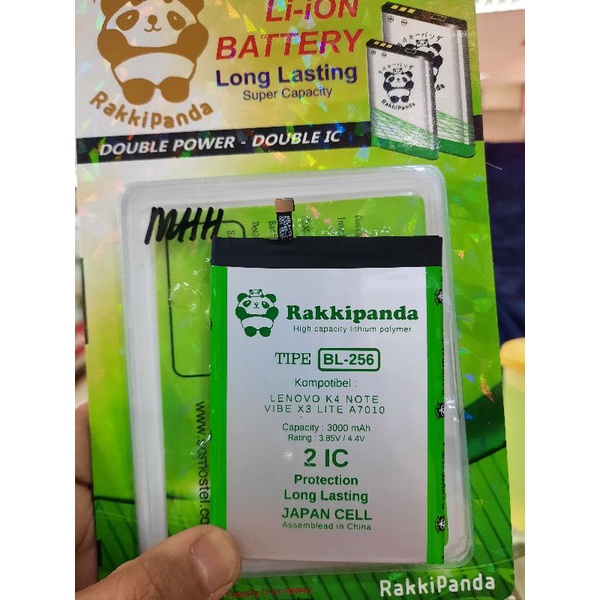 Li-iON
BATTERY
Long Lasting
Super Capacity
RakkiPanda
DOUBLE POWER - DOUBLE IC
MHH
Rakkipanda
High capacity lithium polymer
TIPE BL-256
Kompotibel :
LENOVO K4 NOTE
VIBE X3 LITE A7010
Capacity : 3000 mAh
Rating : 3.85V / 4.4V
2 IC
Protection
Long Lasting
JAPAN CELL
Assemblead in China
RakkiPanda